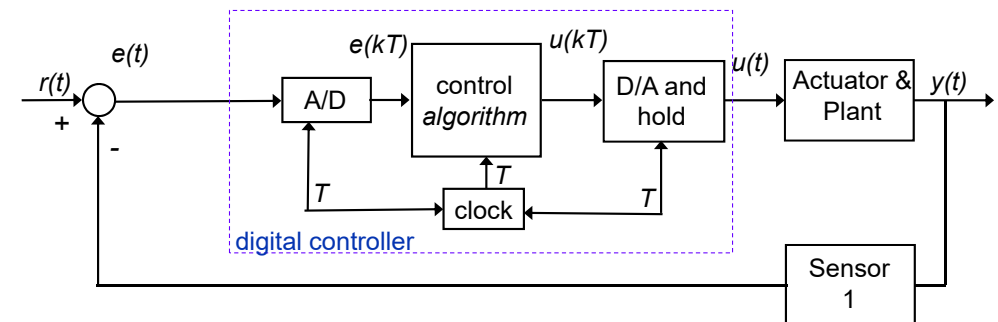 r(t)
+
-
e(t)
A/D
e(kT)
control
algorithm
u(kT)
D/A and
hold
u(t)
Actuator &
Plant
y(t)
T
T
T
clock
digital controller
Sensor
1